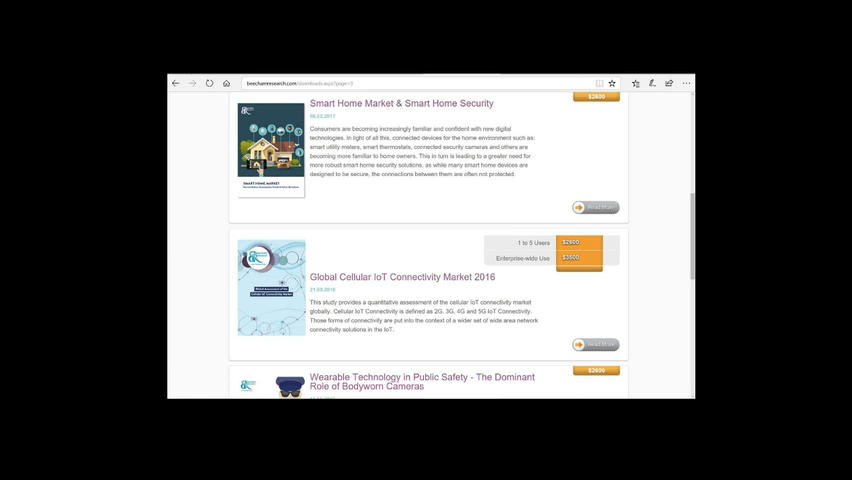 beechamresearch.com/downloads.aspx?page=3
$2600
Smart Home Market & Smart Home Security
06.02.2017
Consumers are becoming increasingly familiar and confident with new digital
technologies. In light of all this, connected devices for the home environment such as:
smart utility meters, smart thermostats, connected security cameras and others are
becoming more familiar to home owners. This in turn is leading to a greater need for
more robust smart home security solutions, as while many smart home devices are
designed to be secure, the connections between them are often not protected.
SMART HOME MARKET
Read More
1 to 5 Users $2600
Enterprise-wide Use $3500
Global Cellular IoT Connectivity Market 2016
21.03.2016
This study provides a quantitative assessment of the cellular IoT connectivity market
globally. Cellular IoT Connectivity is defined as 2G, 3G, 4G and 5G IoT Connectivity.
Those forms of connectivity are put into the context of a wider set of wide area network
connectivity solutions in the IoT.
Global Assessment of the
Cellular IoT Connectivity Market
Read More
$2600
Wearable Technology in Public Safety - The Dominant
Role of Bodyworn Cameras